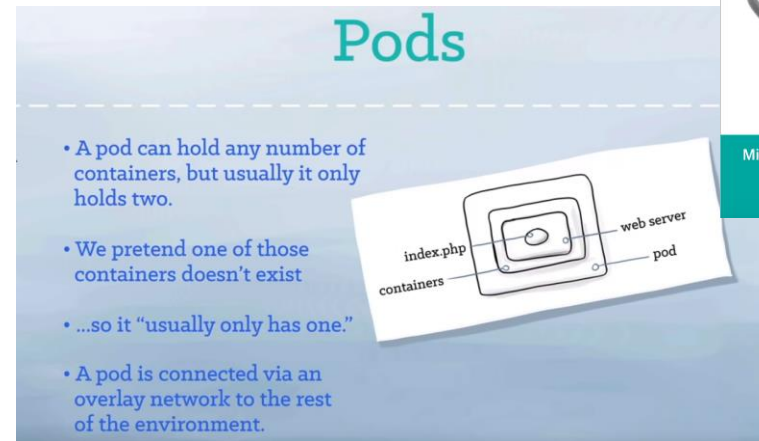 Pods
• A pod can hold any number of
containers, but usually it only
holds two.
• We pretend one of those
containers doesn't exist
• ...so it “usually only has one.”
• A pod is connected via an
overlay network to the rest
of the environment.
index.php
web server
containers
pod
Mi